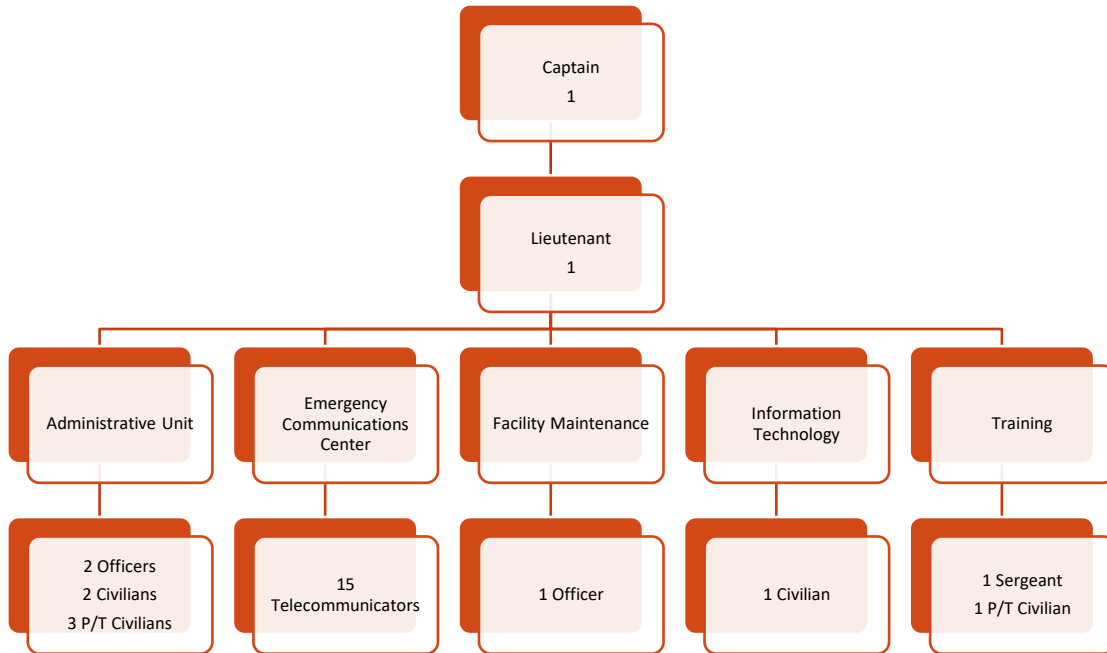 Captain
1
Lieutenant
1
Administrative Unit
Emergency
Communications
Center
Facility Maintenance
Information
Technology
Training
2 Officers
2 Civilians
3 P/T Civilians
15
Telecommunicators
1 Officer
1 Civilian
1 Sergeant
1 P/T Civilian